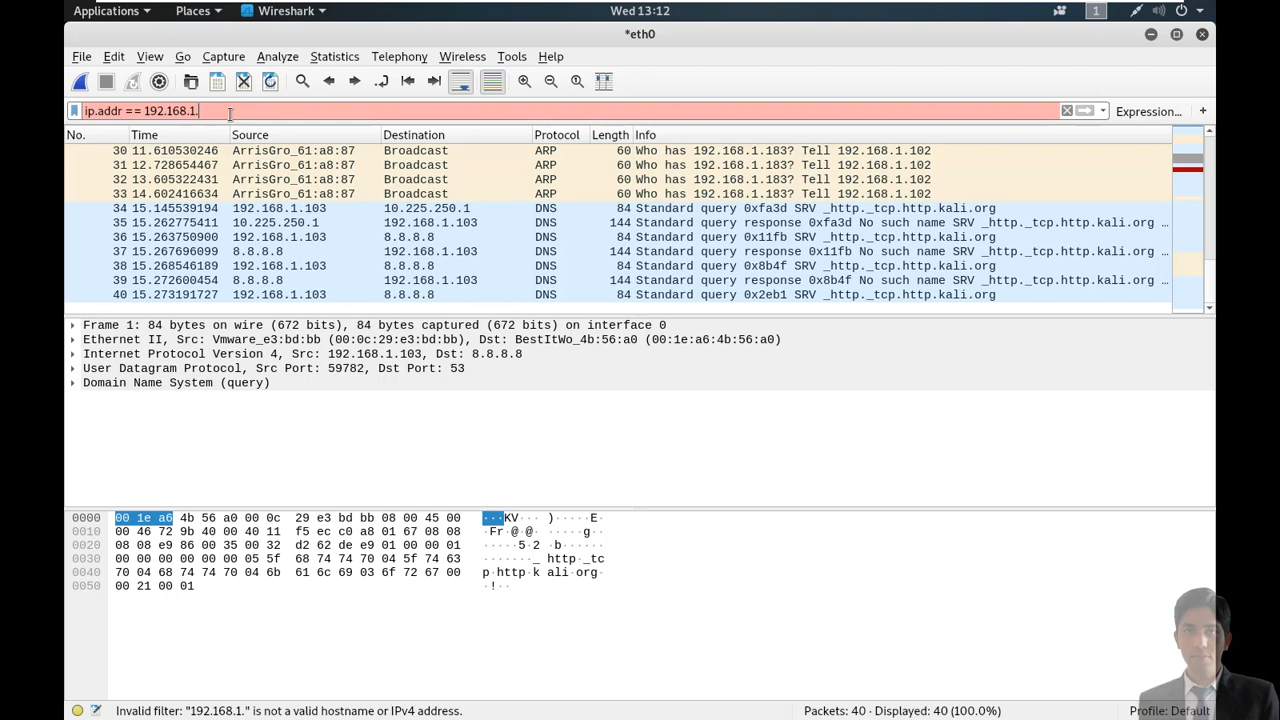 Applications Places Wireshark Wed 13:12 1
*eth0
File Edit View Go Capture Analyze Statistics Telephony Wireless Tools Help
ip.addr == 192.168.1. Expression... +
No. Time Source Destination Protocol Length Info
30 11.610530246 ArrisGro_61:a8:87 Broadcast ARP 60 Who has 192.168.1.183? Tell 192.168.1.102
31 12.728654467 ArrisGro_61:a8:87 Broadcast ARP 60 Who has 192.168.1.183? Tell 192.168.1.102
32 13.605322431 ArrisGro_61:a8:87 Broadcast ARP 60 Who has 192.168.1.183? Tell 192.168.1.102
33 14.602416634 ArrisGro_61:a8:87 Broadcast ARP 60 Who has 192.168.1.183? Tell 192.168.1.102
34 15.145539194 192.168.1.103 10.225.250.1 DNS 84 Standard query 0xfa3d SRV _http._tcp.http.kali.org
35 15.262775411 10.225.250.1 192.168.1.103 DNS 144 Standard query response 0xfa3d No such name SRV _http._tcp.http.kali.org …
36 15.263750900 192.168.1.103 8.8.8.8 DNS 84 Standard query 0x11fb SRV _http._tcp.http.kali.org
37 15.267696099 8.8.8.8 192.168.1.103 DNS 144 Standard query response 0x11fb No such name SRV _http._tcp.http.kali.org …
38 15.268546189 192.168.1.103 8.8.8.8 DNS 84 Standard query 0x8b4f SRV _http._tcp.http.kali.org
39 15.272600454 8.8.8.8 192.168.1.103 DNS 144 Standard query response 0x8b4f No such name SRV _http._tcp.http.kali.org …
40 15.273191727 192.168.1.103 8.8.8.8 DNS 84 Standard query 0x2eb1 SRV _http._tcp.http.kali.org
Frame 1: 84 bytes on wire (672 bits), 84 bytes captured (672 bits) on interface 0
Ethernet II, Src: Vmware_e3:bd:bb (00:0c:29:e3:bd:bb), Dst: BestItWo_4b:56:a0 (00:1e:a6:4b:56:a0)
Internet Protocol Version 4, Src: 192.168.1.103, Dst: 8.8.8.8
User Datagram Protocol, Src Port: 59782, Dst Port: 53
Domain Name System (query)
0000 00 1e a6 4b 56 a0 00 0c 29 e3 bd bb 08 00 45 00 ···KV··· )·····E·
0010 00 46 72 9b 40 00 40 11 f5 ec c0 a8 01 67 08 08 ·Fr·@·@· ·····g··
0020 08 08 e9 86 00 35 00 32 d2 62 de e9 01 00 00 01 ·····5·2 ·b······
0030 00 00 00 00 00 00 05 5f 68 74 74 70 04 5f 74 63 ·······_ http·_tc
0040 70 04 68 74 74 70 04 6b 61 6c 69 03 6f 72 67 00 p·http·k ali·org·
0050 00 21 00 01 ·!··
Invalid filter: "192.168.1." is not a valid hostname or IPv4 address. Packets: 40 · Displayed: 40 (100.0%) Profile: Default